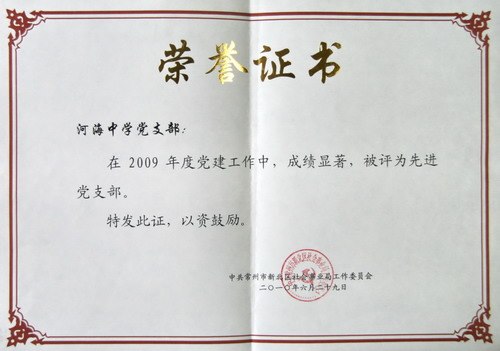 荣誉证书
河海中学党支部：
在 2009 年度党建工作中，成绩显著，被评为先进
党支部。
特发此证，以资鼓励。
中共常州市新北区社会事业局工作委员会
二〇一〇年六月二十九日